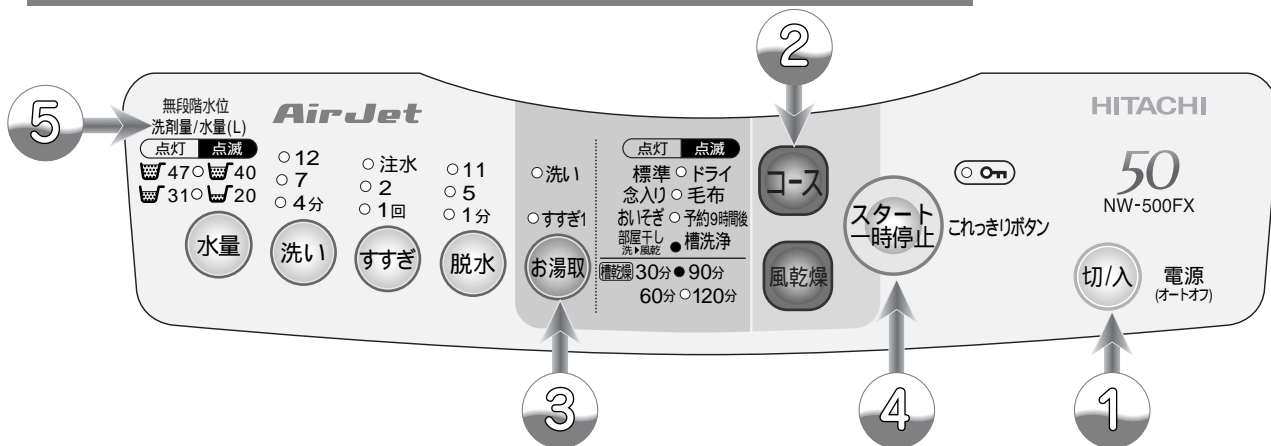 2
5
無段階水位
洗剤量/水量(L)
点灯 点滅
47 40
31 20
水量
AirJet
12
7
4分
洗い
注水
2
1回
すすぎ
11
5
1分
脱水
洗い
すすぎ1
お湯取
点灯 点滅
標準 ドライ
念入り 毛布
おいそぎ 予約9時間後
部屋干し 槽洗浄
洗▶風乾
槽乾燥 30分 90分
60分 120分
コース
風乾燥
スタート
一時停止
これっきりボタン
HITACHI
50
NW-500FX
切/入
電源
(オートオフ)
3
4
1